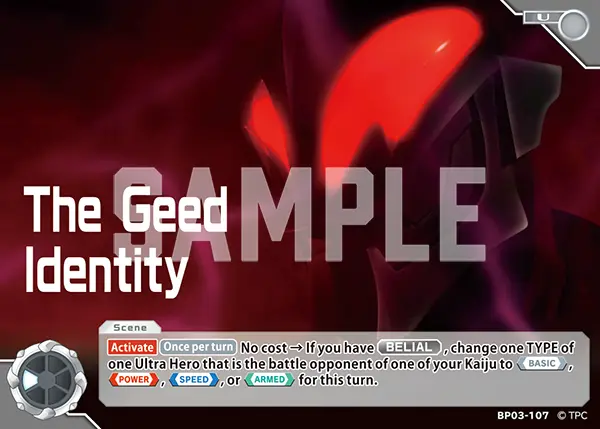 U
SAMPLE
The Geed
Identity
Scene
Activate Once per turn No cost → If you have BELIAL, change one TYPE of
one Ultra Hero that is the battle opponent of one of your Kaiju to BASIC,
POWER, SPEED, or ARMED for this turn.
BP03-107 © TPC